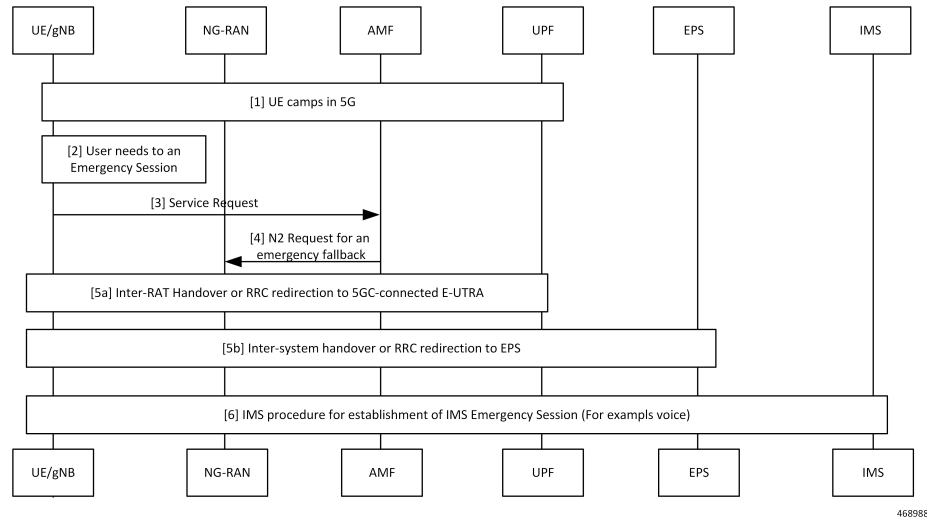 UE/gNB
NG-RAN
AMF
UPF
EPS
IMS
[1] UE camps in 5G
[2] User needs to an
Emergency Session
[3] Service Request
[4] N2 Request for an
emergency fallback
[5a] Inter-RAT Handover or RRC redirection to 5GC-connected E-UTRA
[5b] Inter-system handover or RRC redirection to EPS
[6] IMS procedure for establishment of IMS Emergency Session (For exampls voice)
UE/gNB
NG-RAN
AMF
UPF
EPS
IMS
468988